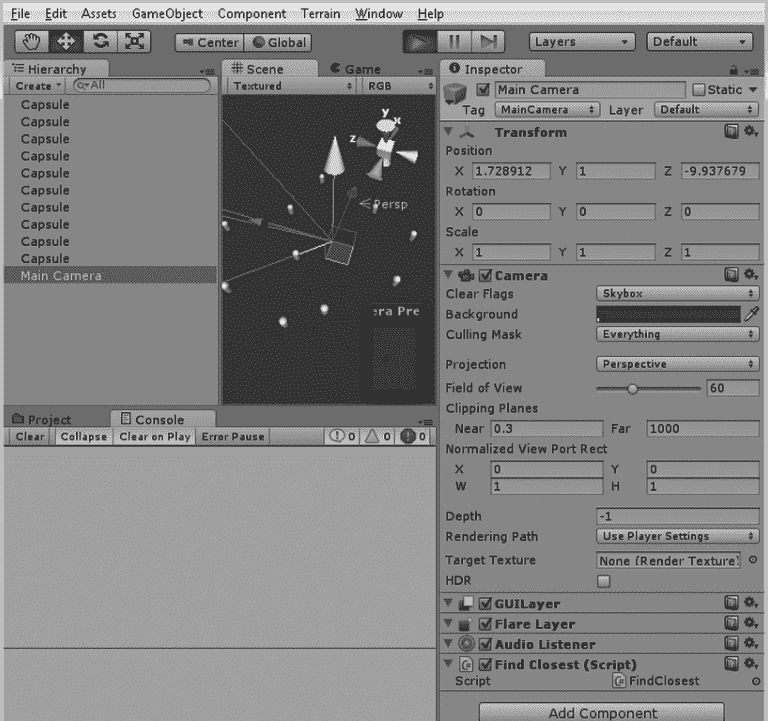 File Edit Assets GameObject Component Terrain Window Help
Center Global Layers Default
Hierarchy
Create All
Capsule
Capsule
Capsule
Capsule
Capsule
Capsule
Capsule
Capsule
Capsule
Capsule
Main Camera
Scene Game
Textured RGB
y
x
z
Persp
era Pre
Project Console
Clear Collapse Clear on Play Error Pause 0 0 0
Inspector
Main Camera Static
Tag MainCamera Layer Default
Transform
Position
X 1.728912 Y 1 Z -9.937679
Rotation
X 0 Y 0 Z 0
Scale
X 1 Y 1 Z 1
Camera
Clear Flags Skybox
Background
Culling Mask Everything
Projection Perspective
Field of View 60
Clipping Planes
Near 0.3 Far 1000
Normalized View Port Rect
X 0 Y 0
W 1 H 1
Depth -1
Rendering Path Use Player Settings
Target Texture None (Render Texture)
HDR
GUILayer
Flare Layer
Audio Listener
Find Closest (Script)
Script FindClosest
Add Component